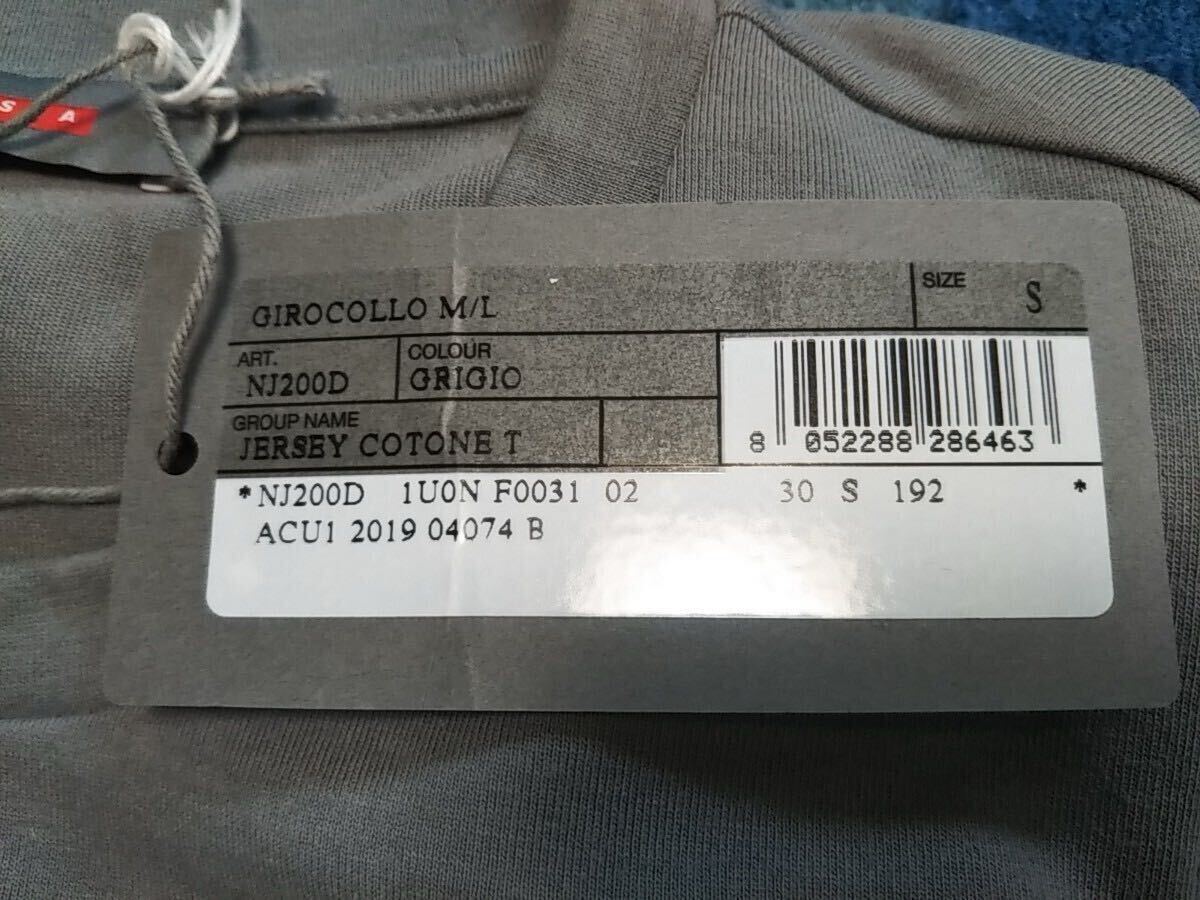 S A
GIROCOLLO M/L
SIZE
S
ART.
NJ200D
COLOUR
GRIGIO
GROUP NAME
JERSEY COTONE T
8 052288 286463
*NJ200D 1U0N F0031 02 30 S 192 *
ACU1 2019 04074 B